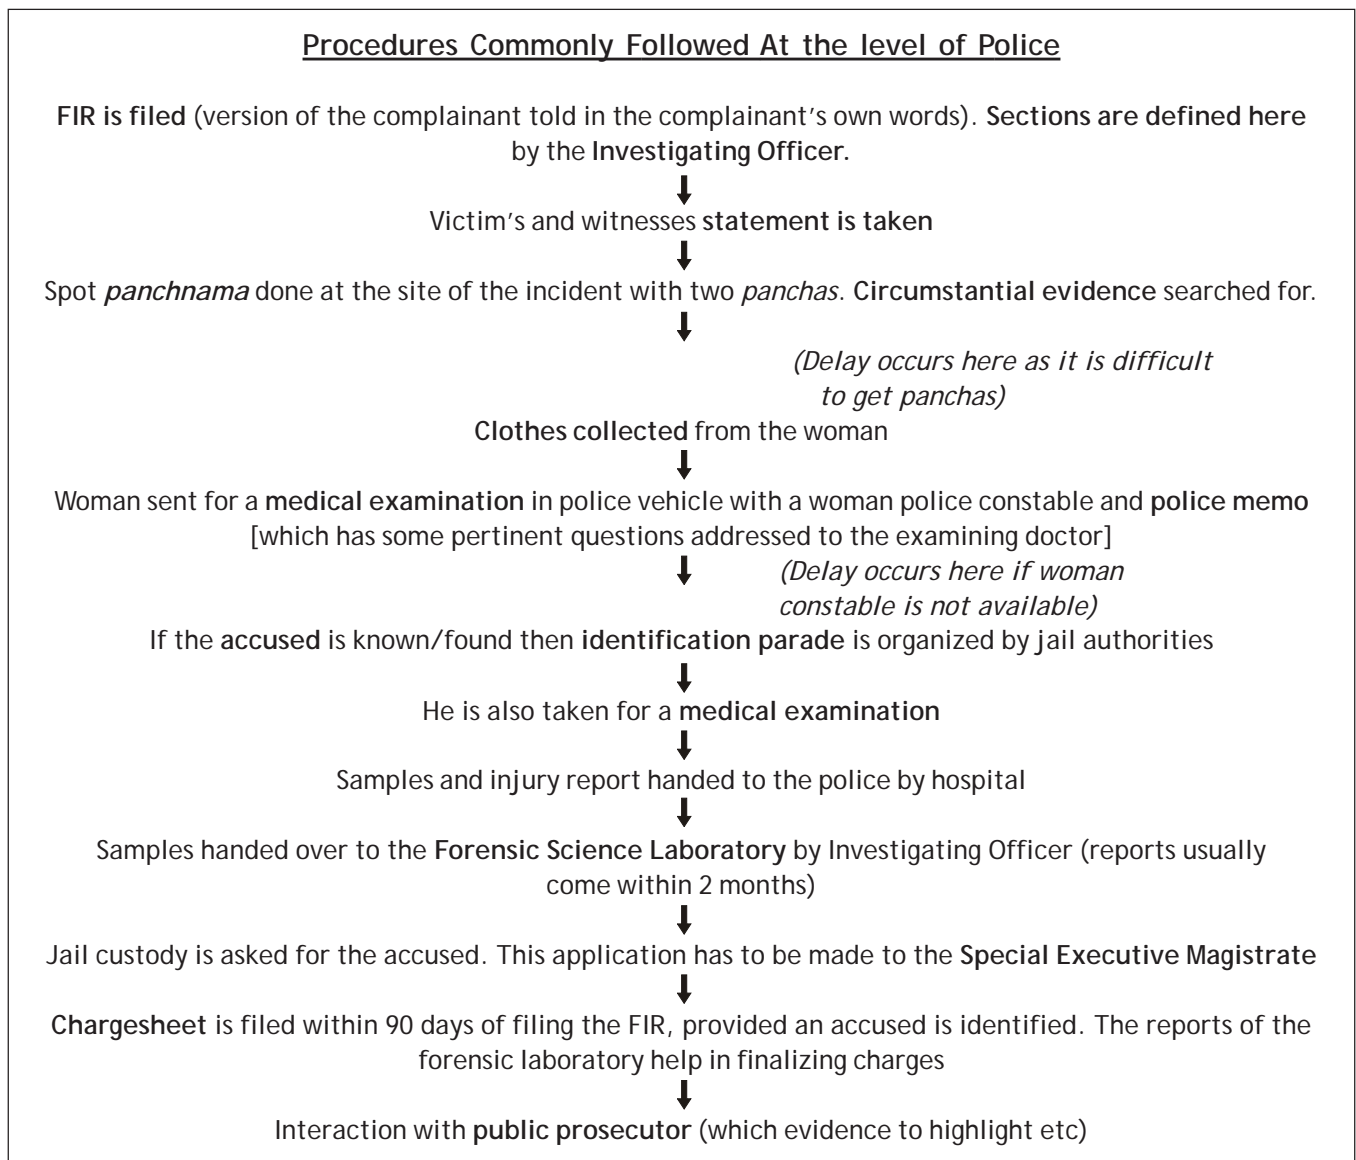 Procedures Commonly Followed At the level of Police
FIR is filed (version of the complainant told in the complainant's own words). Sections are defined here
by the Investigating Officer.
Victim's and witnesses statement is taken
Spot panchnama done at the site of the incident with two panchas. Circumstantial evidence searched for.
(Delay occurs here as it is difficult
to get panchas)
Clothes collected from the woman
Woman sent for a medical examination in police vehicle with a woman police constable and police memo
[which has some pertinent questions addressed to the examining doctor]
(Delay occurs here if woman
constable is not available)
If the accused is known/found then identification parade is organized by jail authorities
He is also taken for a medical examination
Samples and injury report handed to the police by hospital
Samples handed over to the Forensic Science Laboratory by Investigating Officer (reports usually
come within 2 months)
Jail custody is asked for the accused. This application has to be made to the Special Executive Magistrate
Chargesheet is filed within 90 days of filing the FIR, provided an accused is identified. The reports of the
forensic laboratory help in finalizing charges
Interaction with public prosecutor (which evidence to highlight etc)